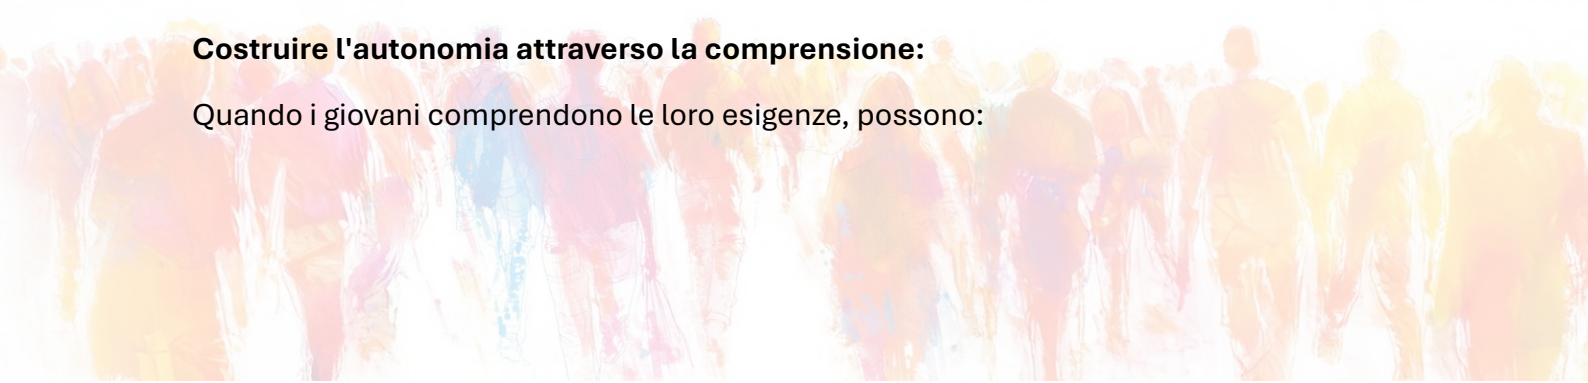 Costruire l'autonomia attraverso la comprensione:
Quando i giovani comprendono le loro esigenze, possono: